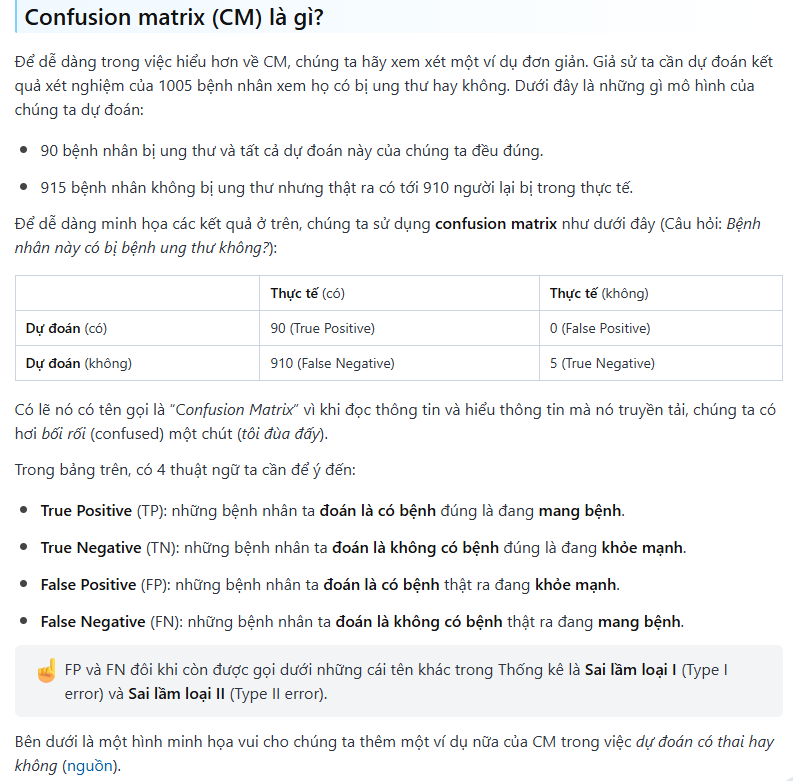 Confusion matrix (CM) là gì?
Để dễ dàng trong việc hiểu hơn về CM, chúng ta hãy xem xét một ví dụ đơn giản. Giả sử ta cần dự đoán kết
quả xét nghiệm của 1005 bệnh nhân xem họ có bị ung thư hay không. Dưới đây là những gì mô hình của
chúng ta dự đoán:
• 90 bệnh nhân bị ung thư và tất cả dự đoán này của chúng ta đều đúng.
• 915 bệnh nhân không bị ung thư nhưng thật ra có tới 910 người lại bị trong thực tế.
Để dễ dàng minh họa các kết quả ở trên, chúng ta sử dụng confusion matrix như dưới đây (Câu hỏi: Bệnh
nhân này có bị bệnh ung thư không?):
Thực tế (có) Thực tế (không)
Dự đoán (có) 90 (True Positive) 0 (False Positive)
Dự đoán (không) 910 (False Negative) 5 (True Negative)
Có lẽ nó có tên gọi là “Confusion Matrix” vì khi đọc thông tin và hiểu thông tin mà nó truyền tải, chúng ta có
hơi bối rối (confused) một chút (tôi đùa đấy).
Trong bảng trên, có 4 thuật ngữ ta cần để ý đến:
• True Positive (TP): những bệnh nhân ta đoán là có bệnh đúng là đang mang bệnh.
• True Negative (TN): những bệnh nhân ta đoán là không có bệnh đúng là đang khỏe mạnh.
• False Positive (FP): những bệnh nhân ta đoán là có bệnh thật ra đang khỏe mạnh.
• False Negative (FN): những bệnh nhân ta đoán là không có bệnh thật ra đang mang bệnh.
☝ FP và FN đôi khi còn được gọi dưới những cái tên khác trong Thống kê là Sai lầm loại I (Type I
error) và Sai lầm loại II (Type II error).
Bên dưới là một hình minh họa vui cho chúng ta thêm một ví dụ nữa của CM trong việc dự đoán có thai hay
không (nguồn).